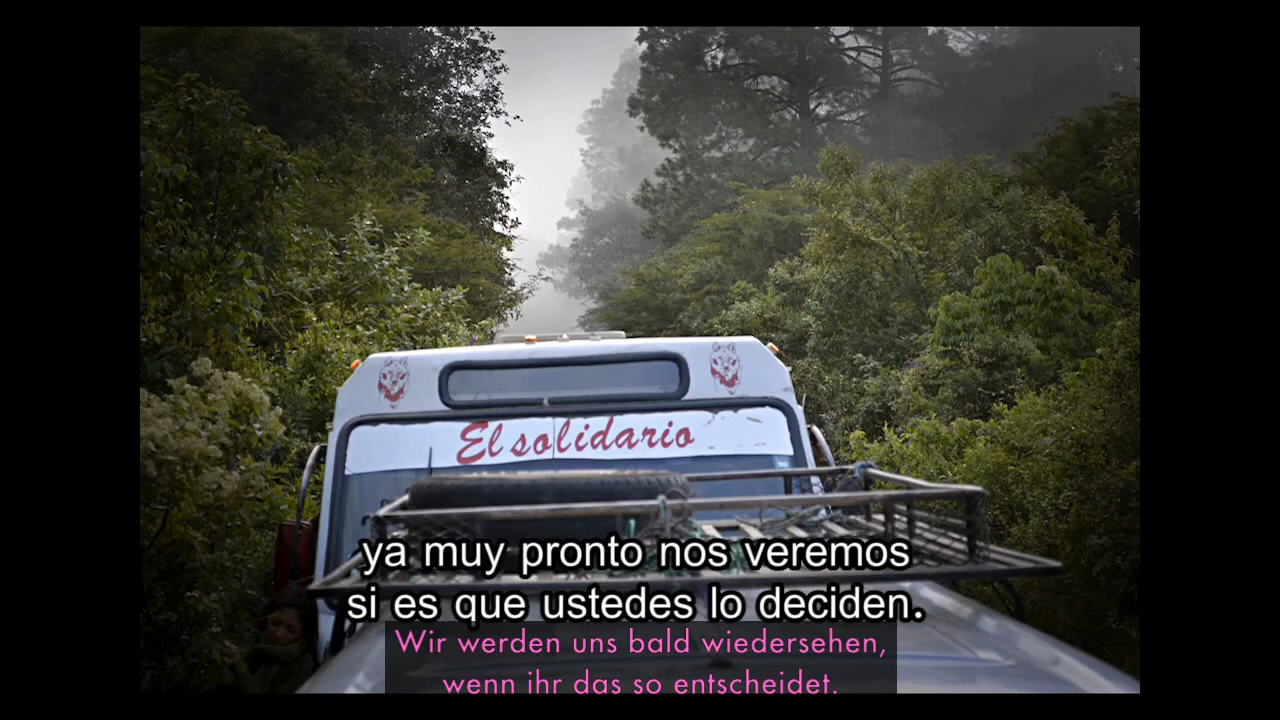 El solidario
ya muy pronto nos veremos
si es que ustedes lo deciden.
Wir werden uns bald wiedersehen,
wenn ihr das so entscheidet.